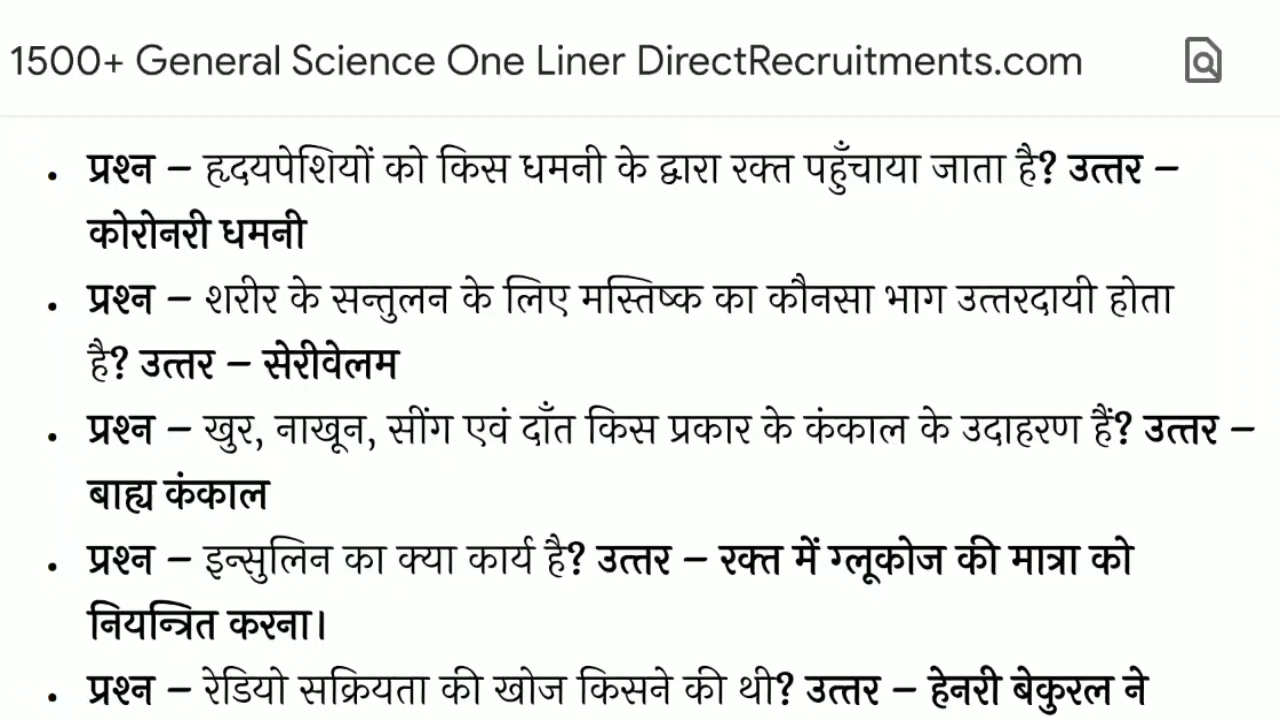 1500+ General Science One Liner DirectRecruitments.com
• प्रश्न – हृदयपेशियों को किस धमनी के द्वारा रक्त पहुँचाया जाता है? उत्तर –
कोरोनरी धमनी
• प्रश्न – शरीर के सन्तुलन के लिए मस्तिष्क का कौनसा भाग उत्तरदायी होता
है? उत्तर – सेरीवेलम
• प्रश्न – खुर, नाखून, सींग एवं दाँत किस प्रकार के कंकाल के उदाहरण हैं? उत्तर –
बाह्य कंकाल
• प्रश्न – इन्सुलिन का क्या कार्य है? उत्तर – रक्त में ग्लूकोज की मात्रा को
नियन्त्रित करना।
• प्रश्न – रेडियो सक्रियता की खोज किसने की थी? उत्तर – हेनरी बेकुरल ने